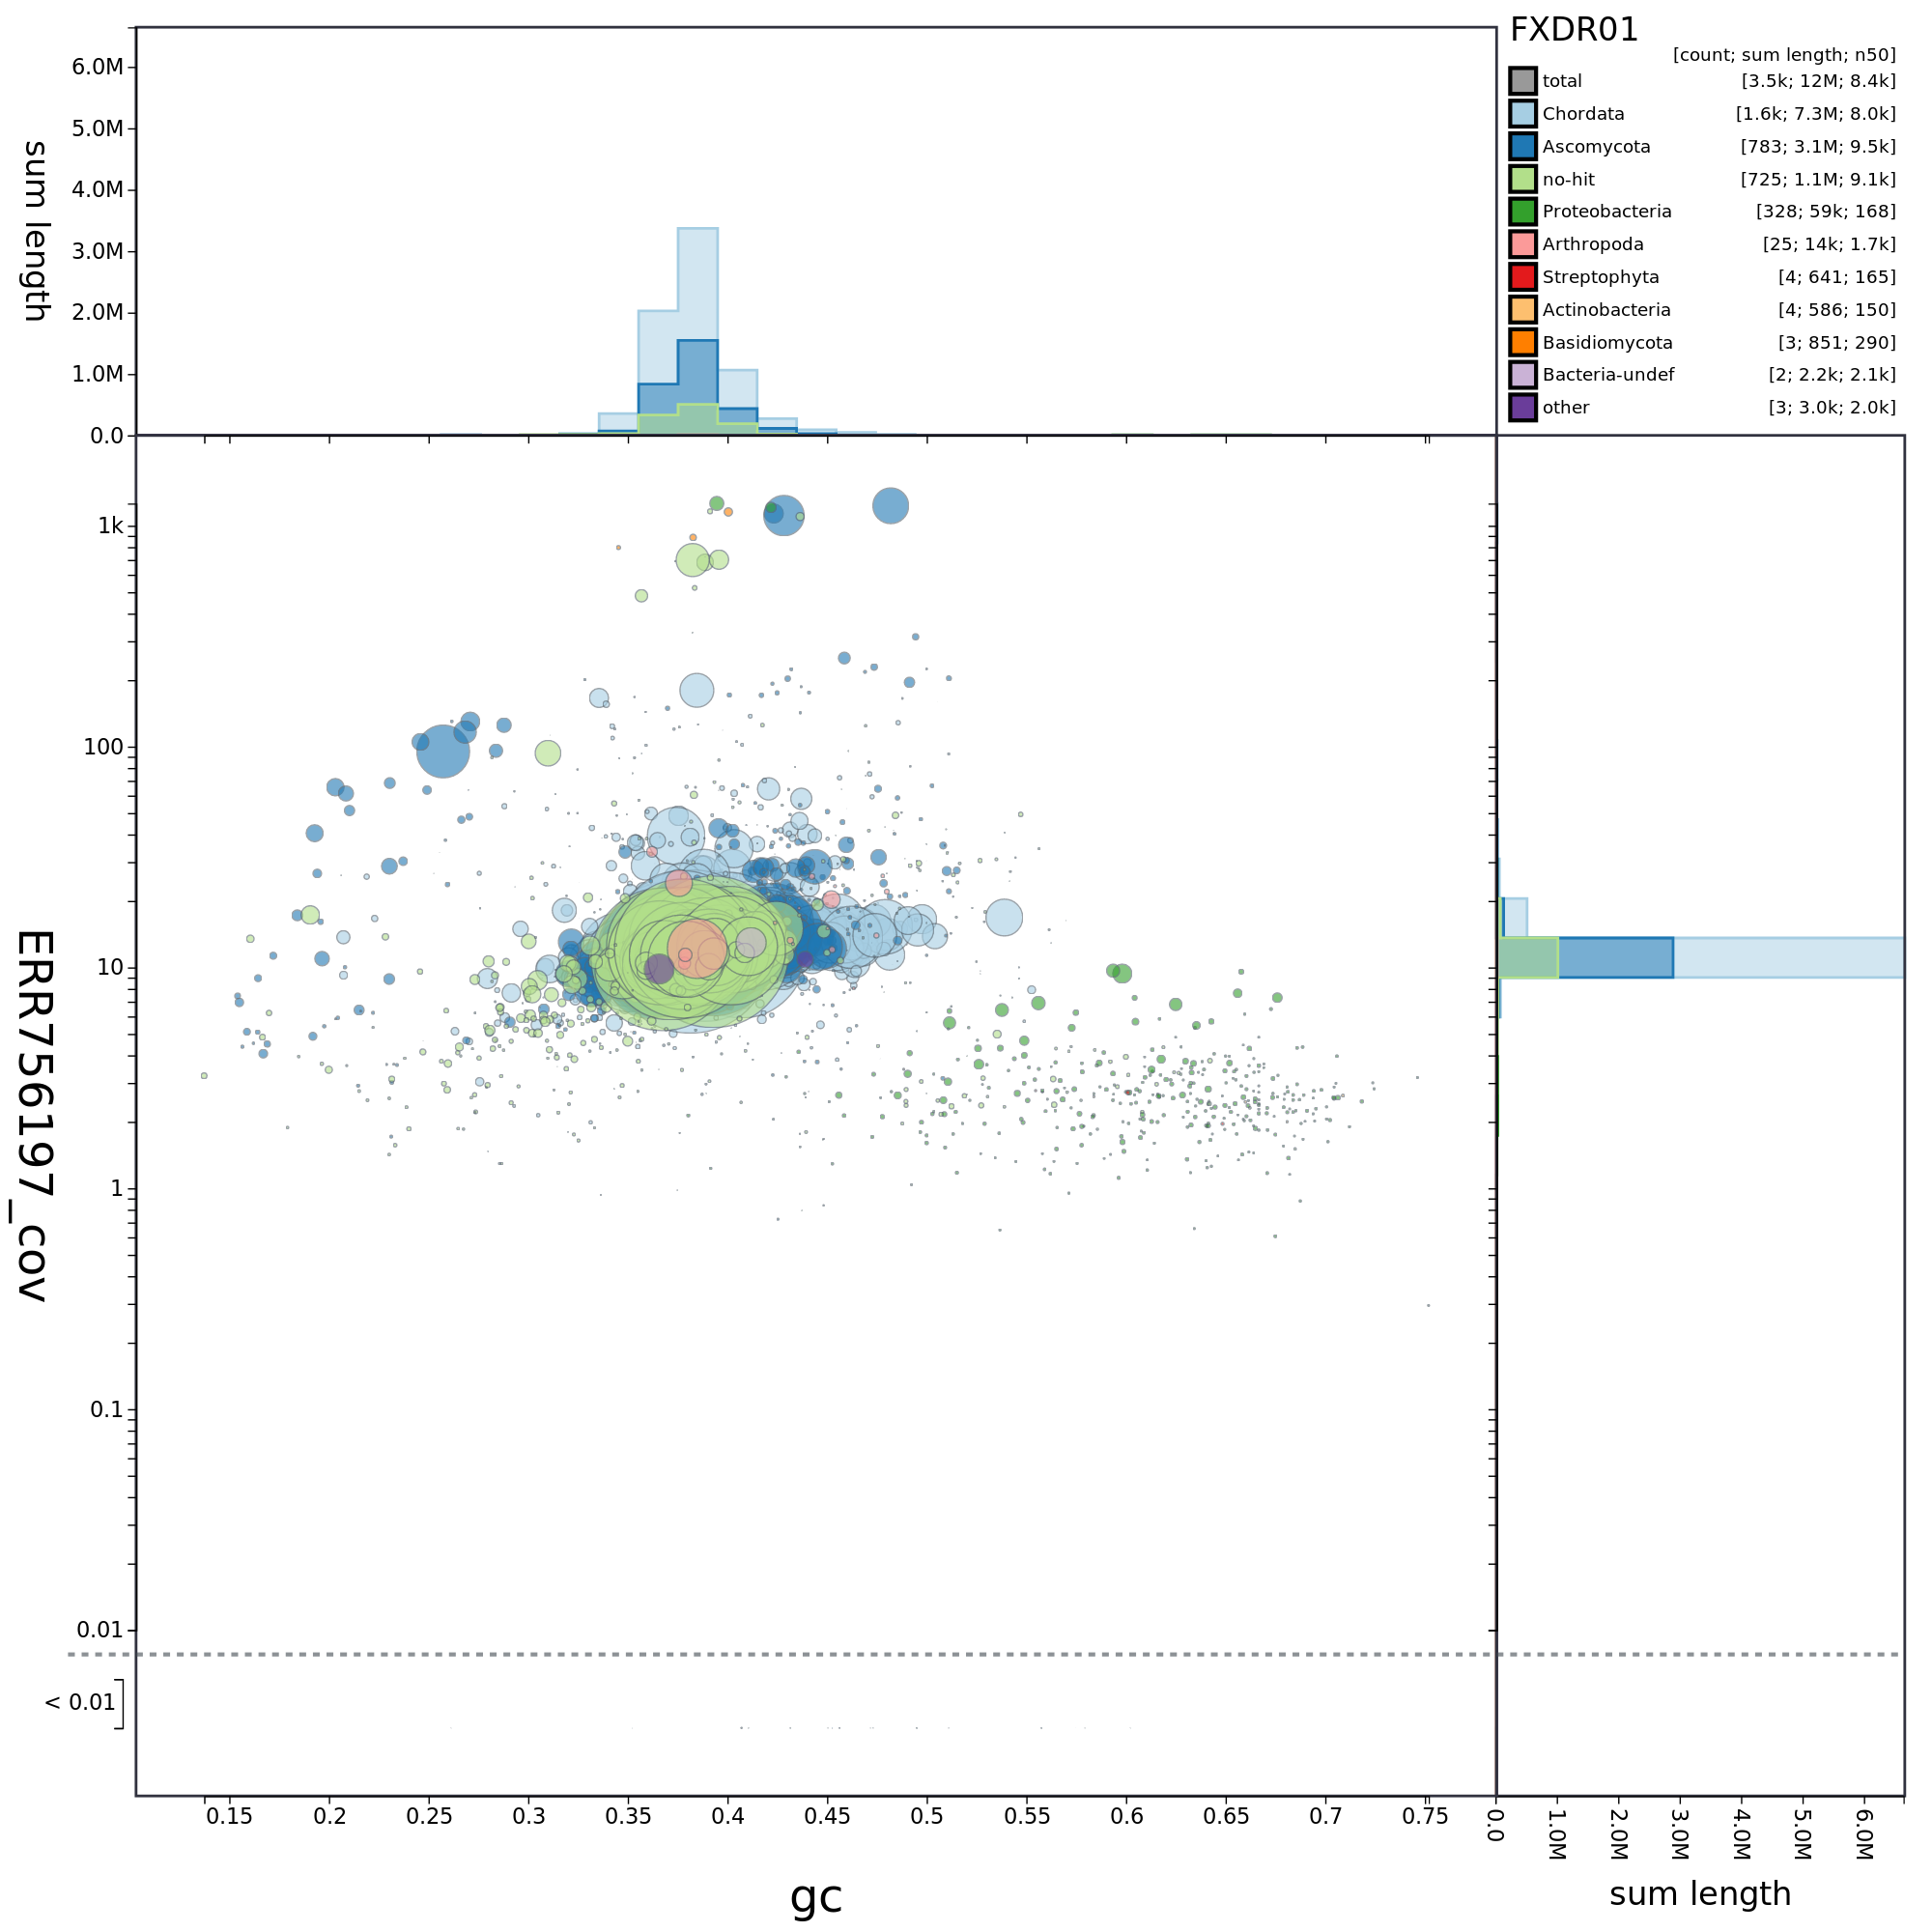 FXDR01
[count; sum length; n50]
total [3.5k; 12M; 8.4k]
Chordata [1.6k; 7.3M; 8.0k]
Ascomycota [783; 3.1M; 9.5k]
no-hit [725; 1.1M; 9.1k]
Proteobacteria [328; 59k; 168]
Arthropoda [25; 14k; 1.7k]
Streptophyta [4; 641; 165]
Actinobacteria [4; 586; 150]
Basidiomycota [3; 851; 290]
Bacteria-undef [2; 2.2k; 2.1k]
other [3; 3.0k; 2.0k]
sum length
6.0M
5.0M
4.0M
3.0M
2.0M
1.0M
0.0
ERR756197_cov
1k
100
10
1
0.1
0.01
< 0.01
0.15 0.2 0.25 0.3 0.35 0.4 0.45 0.5 0.55 0.6 0.65 0.7 0.75
gc
0.0 1.0M 2.0M 3.0M 4.0M 5.0M 6.0M
sum length